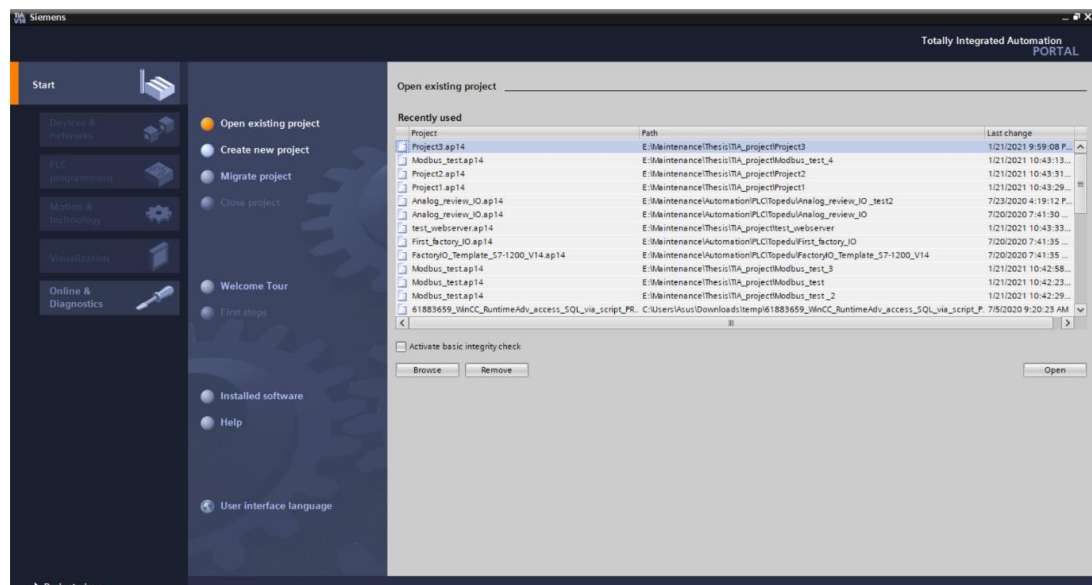 Siemens
Totally Integrated Automation
PORTAL
Start
Devices & networks
PLC programming
Motion & technology
Visualization
Online & Diagnostics
Open existing project
Create new project
Migrate project
Close project
Welcome Tour
First steps
Installed software
Help
User interface language
Open existing project
Recently used
Project Path Last change
Project3.ap14 E:\Maintenance\Thesis\TIA_project\Project3 1/21/2021 9:59:08 P...
Modbus_test.ap14 E:\Maintenance\Thesis\TIA_project\Modbus_test_4 1/21/2021 10:43:13...
Project2.ap14 E:\Maintenance\Thesis\TIA_project\Project2 1/21/2021 10:43:31...
Project1.ap14 E:\Maintenance\Thesis\TIA_project\Project1 1/21/2021 10:43:29...
Analog_review_IO.ap14 E:\Maintenance\Automation\PLC\Topedu\Analog_review_IO _test2 7/23/2020 4:19:12 P...
Analog_review_IO.ap14 E:\Maintenance\Automation\PLC\Topedu\Analog_review_IO 7/20/2020 7:41:30 ...
test_webserver.ap14 E:\Maintenance\Thesis\TIA_project\test_webserver 1/21/2021 10:43:33...
First_factory_IO.ap14 E:\Maintenance\Automation\PLC\Topedu\First_factory_IO 7/20/2020 7:41:35 ...
FactoryIO_Template_S7-1200_V14.ap14 E:\Maintenance\Automation\PLC\Topedu\FactoryIO_Template_S7-1200_V14 7/20/2020 7:41:35 ...
Modbus_test.ap14 E:\Maintenance\Thesis\TIA_project\Modbus_test_3 1/21/2021 10:42:58...
Modbus_test.ap14 E:\Maintenance\Thesis\TIA_project\Modbus_test 1/21/2021 10:42:23...
Modbus_test.ap14 E:\Maintenance\Thesis\TIA_project\Modbus_test _2 1/21/2021 10:42:29...
61883659_WinCC_RuntimeAdv_access_SQL_via_script_PR.. C:\Users\Asus\Downloads\temp\61883659_WinCC_RuntimeAdv_access_SQL_via_script_P. 7/5/2020 9:20:23 AM
Activate basic integrity check
Browse Remove Open